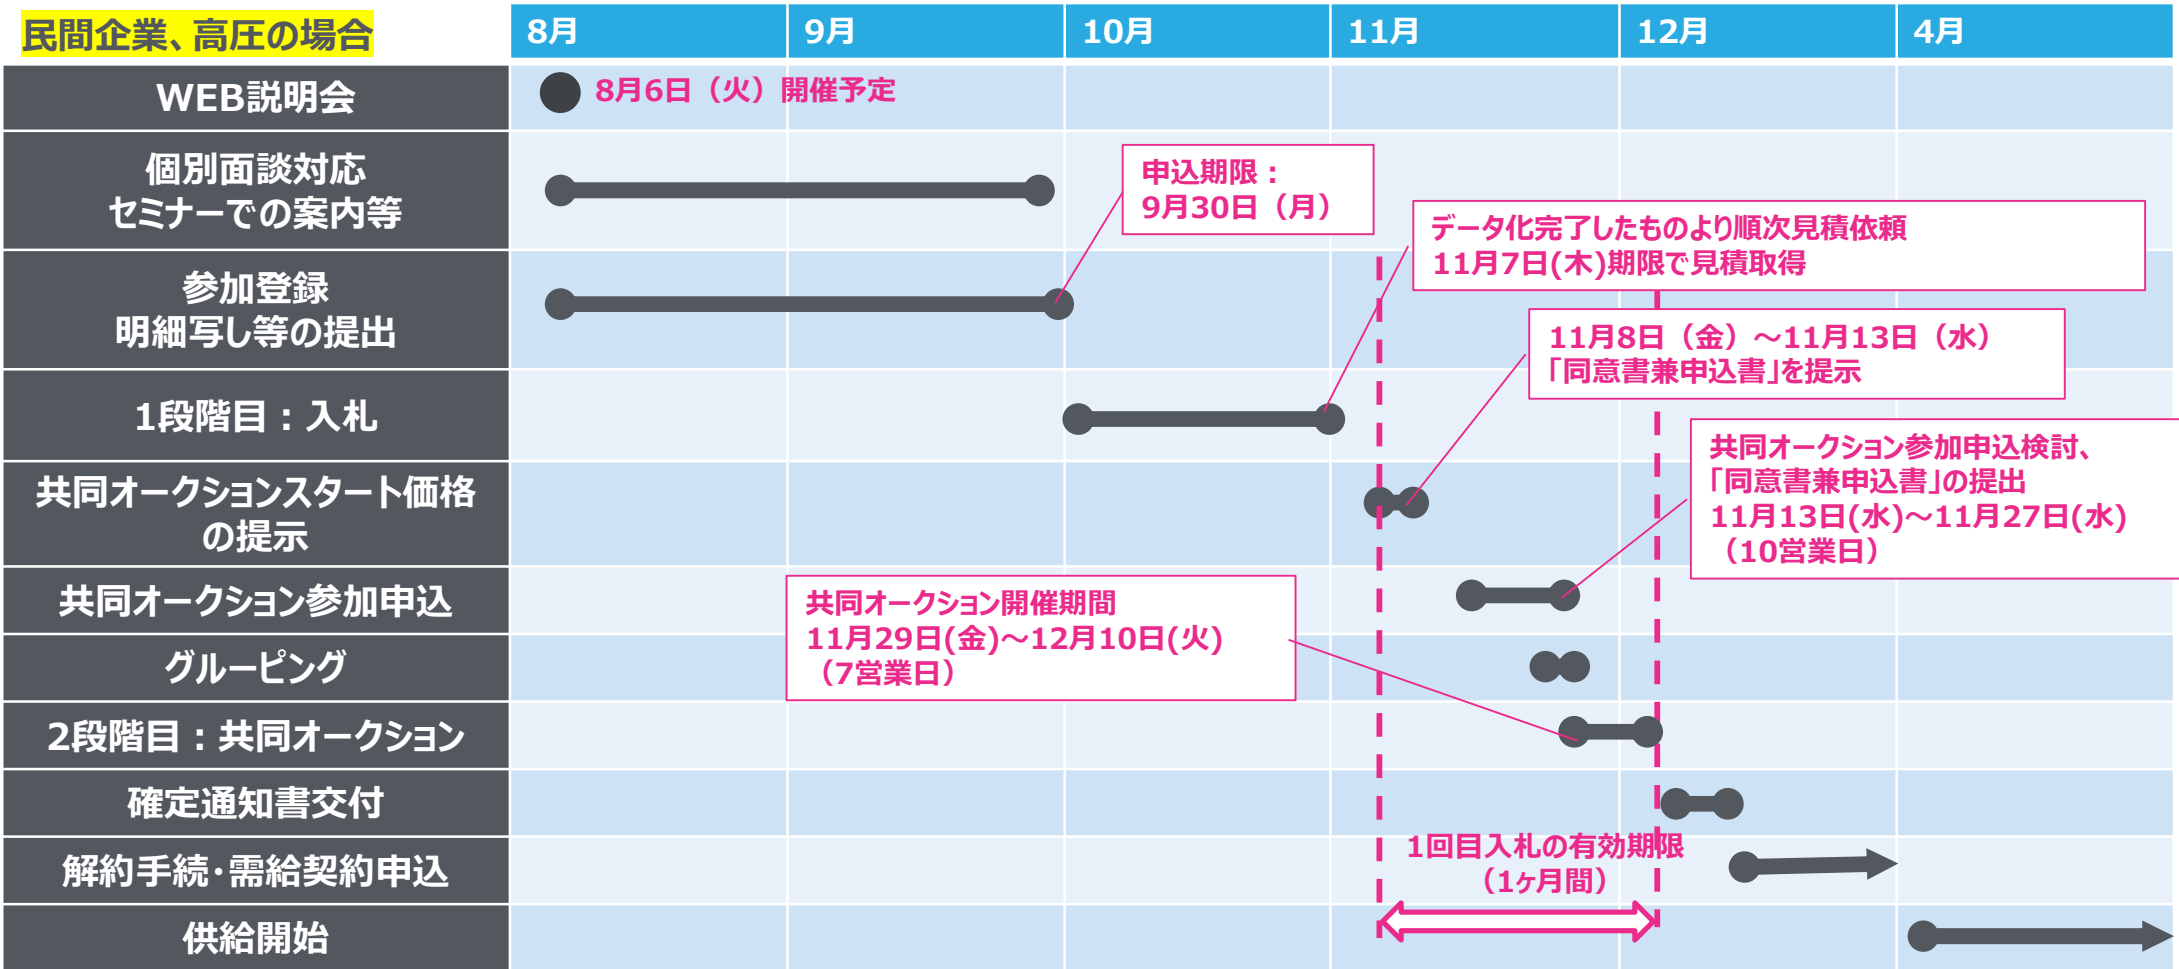 民間企業、高圧の場合
8月
9月
10月
11月
12月
4月
WEB説明会
8月6日（火）開催予定
個別面談対応
セミナーでの案内等
申込期限：
9月30日（月）
参加登録
明細写し等の提出
データ化完了したものより順次見積依頼
11月7日(木)期限で見積取得
1段階目：入札
11月8日（金）～11月13日（水）
「同意書兼申込書」を提示
共同オークションスタート価格
の提示
共同オークション参加申込検討、
「同意書兼申込書」の提出
11月13日(水)～11月27日(水)
（10営業日）
共同オークション参加申込
共同オークション開催期間
11月29日(金)～12月10日(火)
（7営業日）
グルーピング
2段階目：共同オークション
確定通知書交付
1回目入札の有効期限
（1ヶ月間）
解約手続・需給契約申込
供給開始